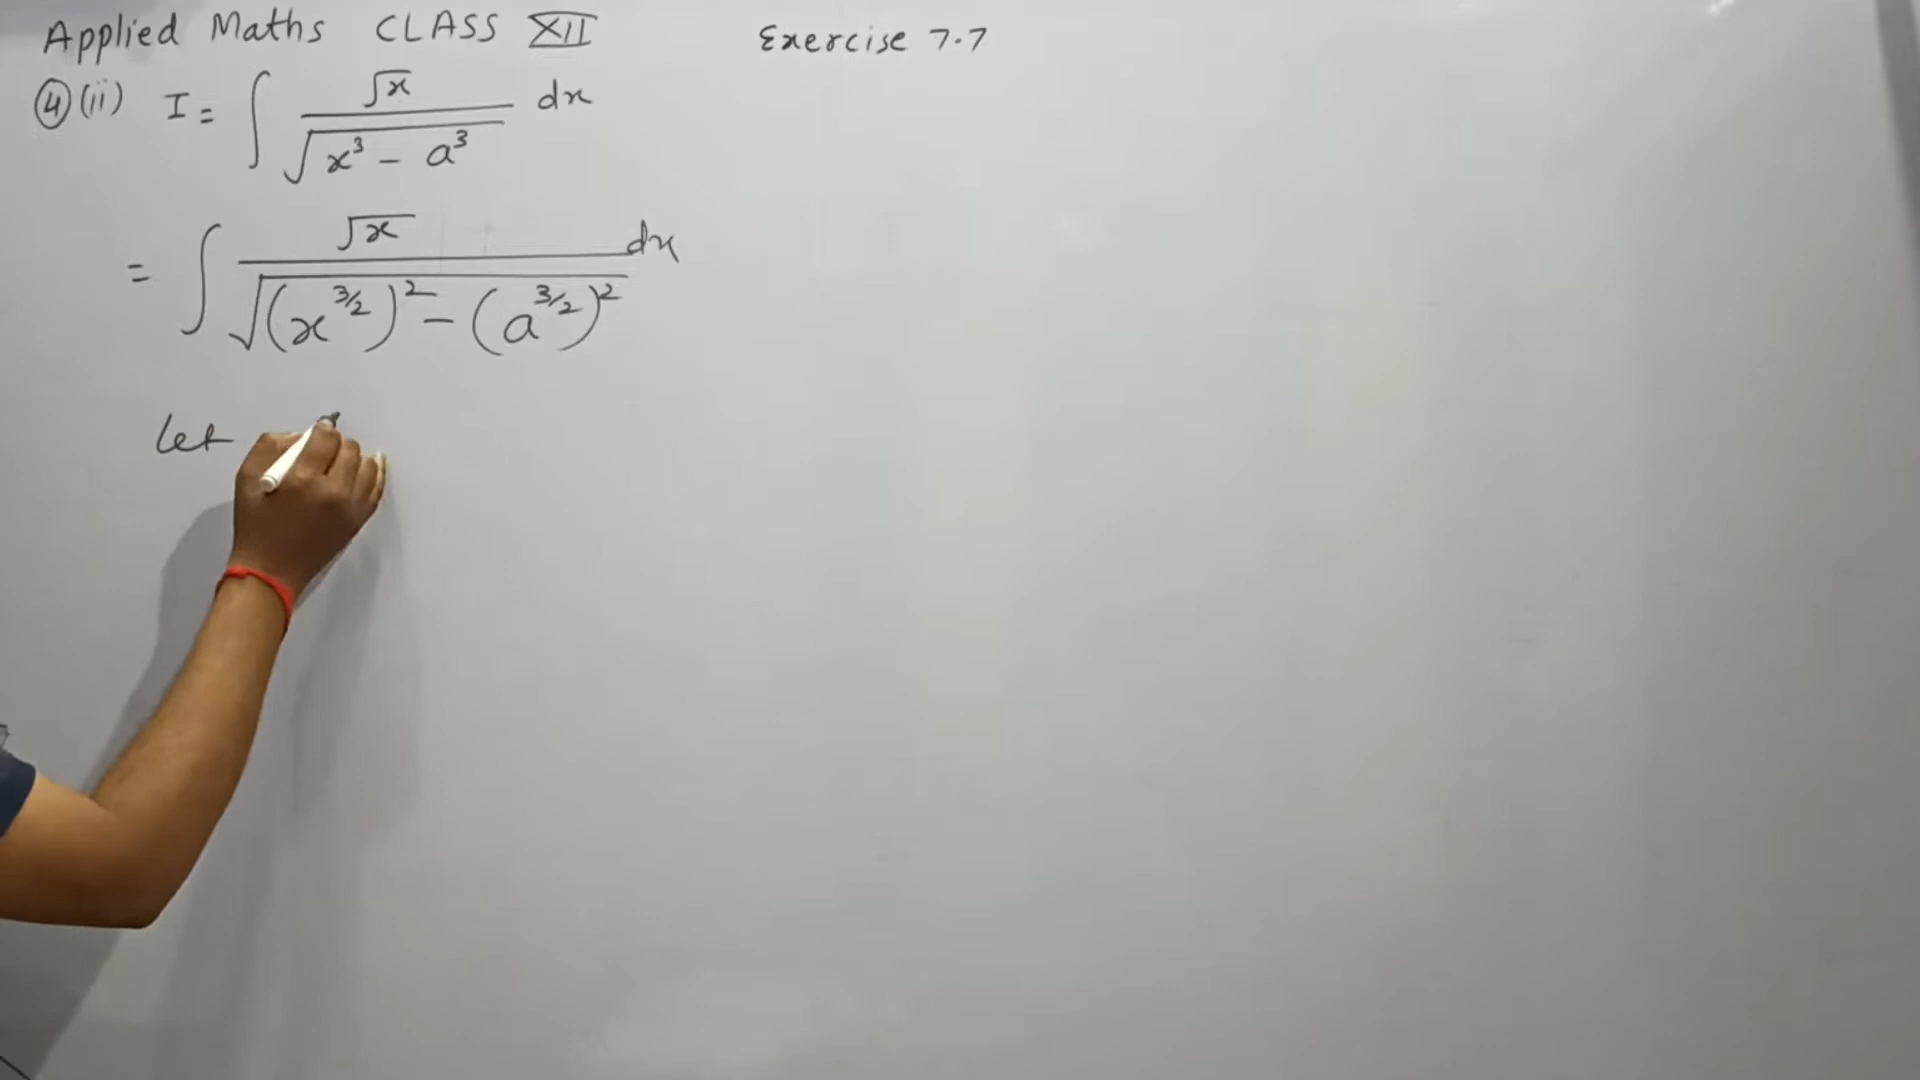 Applied Maths CLASS XII Exercise 7.7
④(ii) I = ∫ √x / √(x³ - a³) dx
= ∫ √x / √((x^3/2)² - (a^3/2)²) dx
let